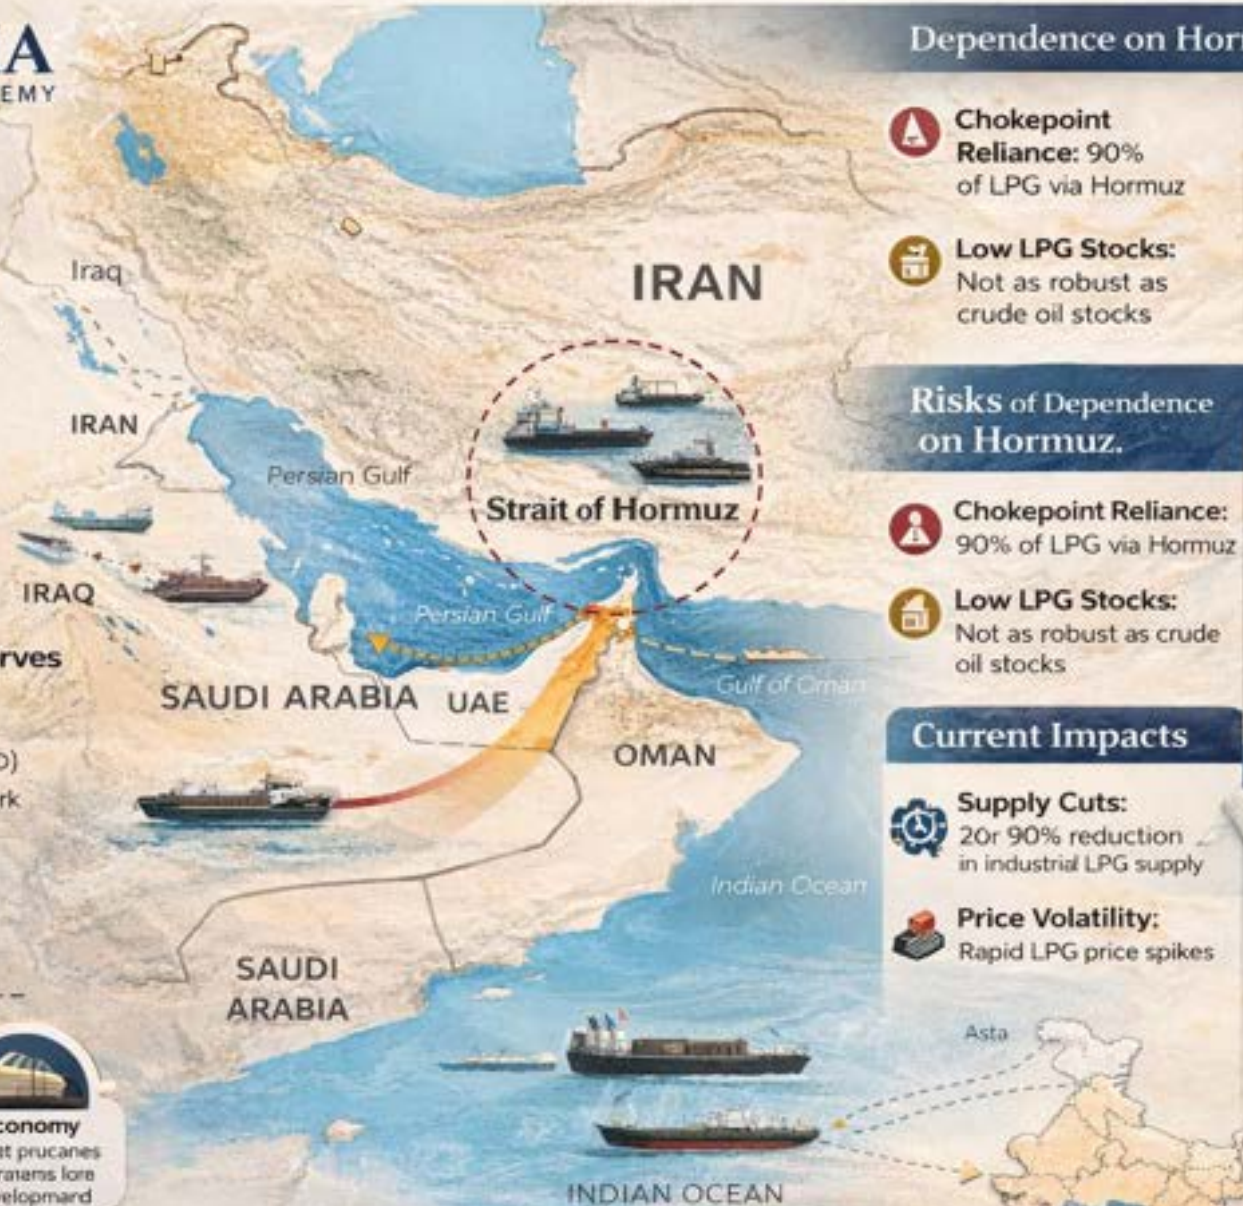 A
EMY
Dependence on Hor
Chokepoint
Reliance: 90%
of LPG via Hormuz
Low LPG Stocks:
Not as robust as
crude oil stocks
IRAN
Iraq
IRAN
Persian Gulf
Strait of Hormuz
IRAQ
Persian Gulf
rves
SAUDI ARABIA
UAE
Gulf of Oman
OMAN
O)
rk
Risks of Dependence
on Hormuz.
Chokepoint Reliance:
90% of LPG via Hormuz
Low LPG Stocks:
Not as robust as crude
oil stocks
Current Impacts
Supply Cuts:
20r 90% reduction
in industrial LPG supply
Price Volatility:
Rapid LPG price spikes
Indian Ocean
SAUDI
ARABIA
Asta
conomy
t prucanes
lore
velopmand
INDIAN OCEAN